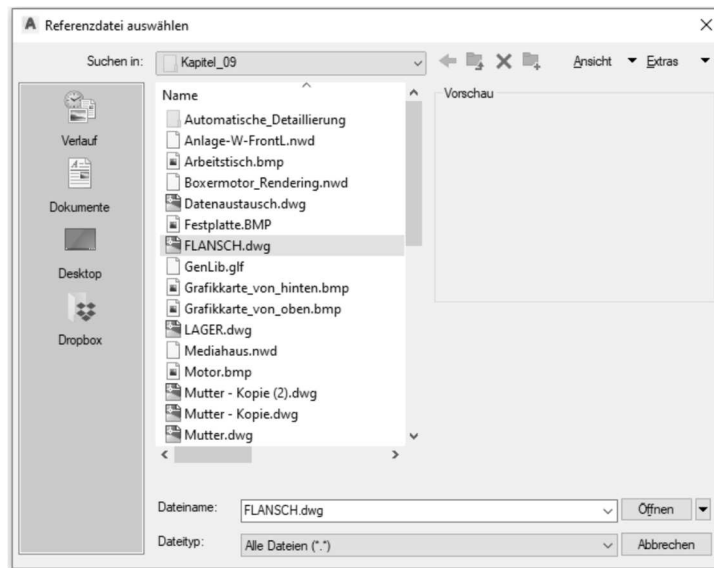 A Referenzdatei auswählen
Suchen in: Kapitel_09 Ansicht Extras
Verlauf
Dokumente
Desktop
Dropbox
Name
Automatische_Detaillierung
Anlage-W-FrontL.nwd
Arbeitstisch.bmp
Boxermotor_Rendering.nwd
Datenaustausch.dwg
Festplatte.BMP
FLANSCH.dwg
GenLib.glf
Grafikkarte_von_hinten.bmp
Grafikkarte_von_oben.bmp
LAGER.dwg
Mediahaus.nwd
Motor.bmp
Mutter - Kopie (2).dwg
Mutter - Kopie.dwg
Mutter.dwg
Vorschau
Dateiname: FLANSCH.dwg Öffnen
Dateityp: Alle Dateien (*.*) Abbrechen